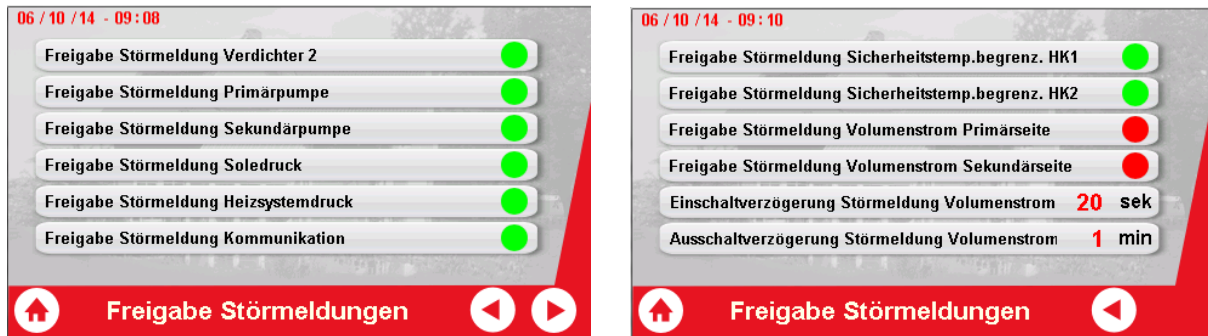 06 / 10 / 14 - 09:08
Freigabe Störmeldung Verdichter 2
Freigabe Störmeldung Primärpumpe
Freigabe Störmeldung Sekundärpumpe
Freigabe Störmeldung Soledruck
Freigabe Störmeldung Heizsystemdruck
Freigabe Störmeldung Kommunikation
Freigabe Störmeldungen
06 / 10 / 14 - 09:10
Freigabe Störmeldung Sicherheitstemp.begrenz. HK1
Freigabe Störmeldung Sicherheitstemp.begrenz. HK2
Freigabe Störmeldung Volumenstrom Primärseite
Freigabe Störmeldung Volumenstrom Sekundärseite
Einschaltverzögerung Störmeldung Volumenstrom 20 sek
Ausschaltverzögerung Störmeldung Volumenstrom 1 min
Freigabe Störmeldungen